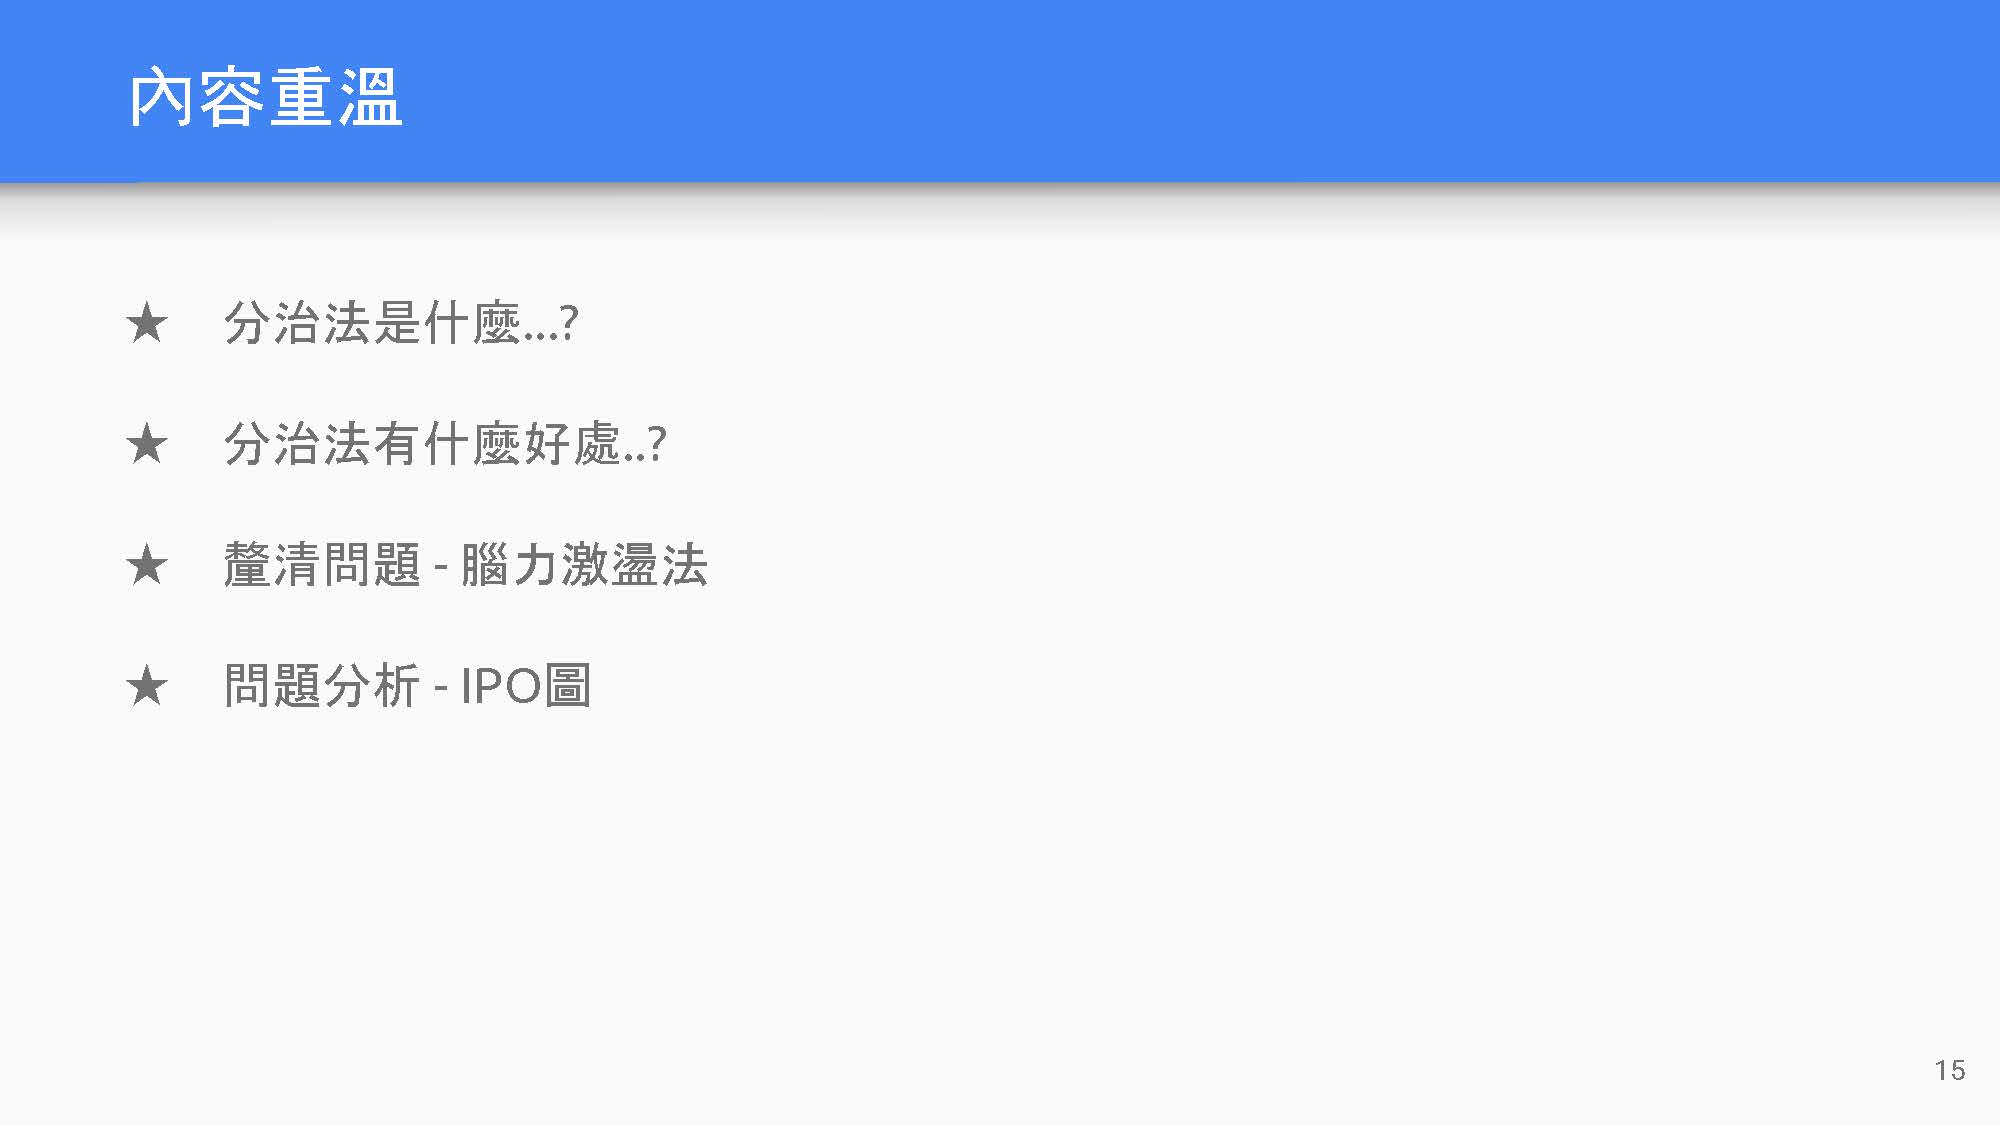 內容重溫
★ 分治法是什麼...?
★ 分治法有什麼好處..?
★ 釐清問題 - 腦力激盪法
★ 問題分析 - IPO圖
15